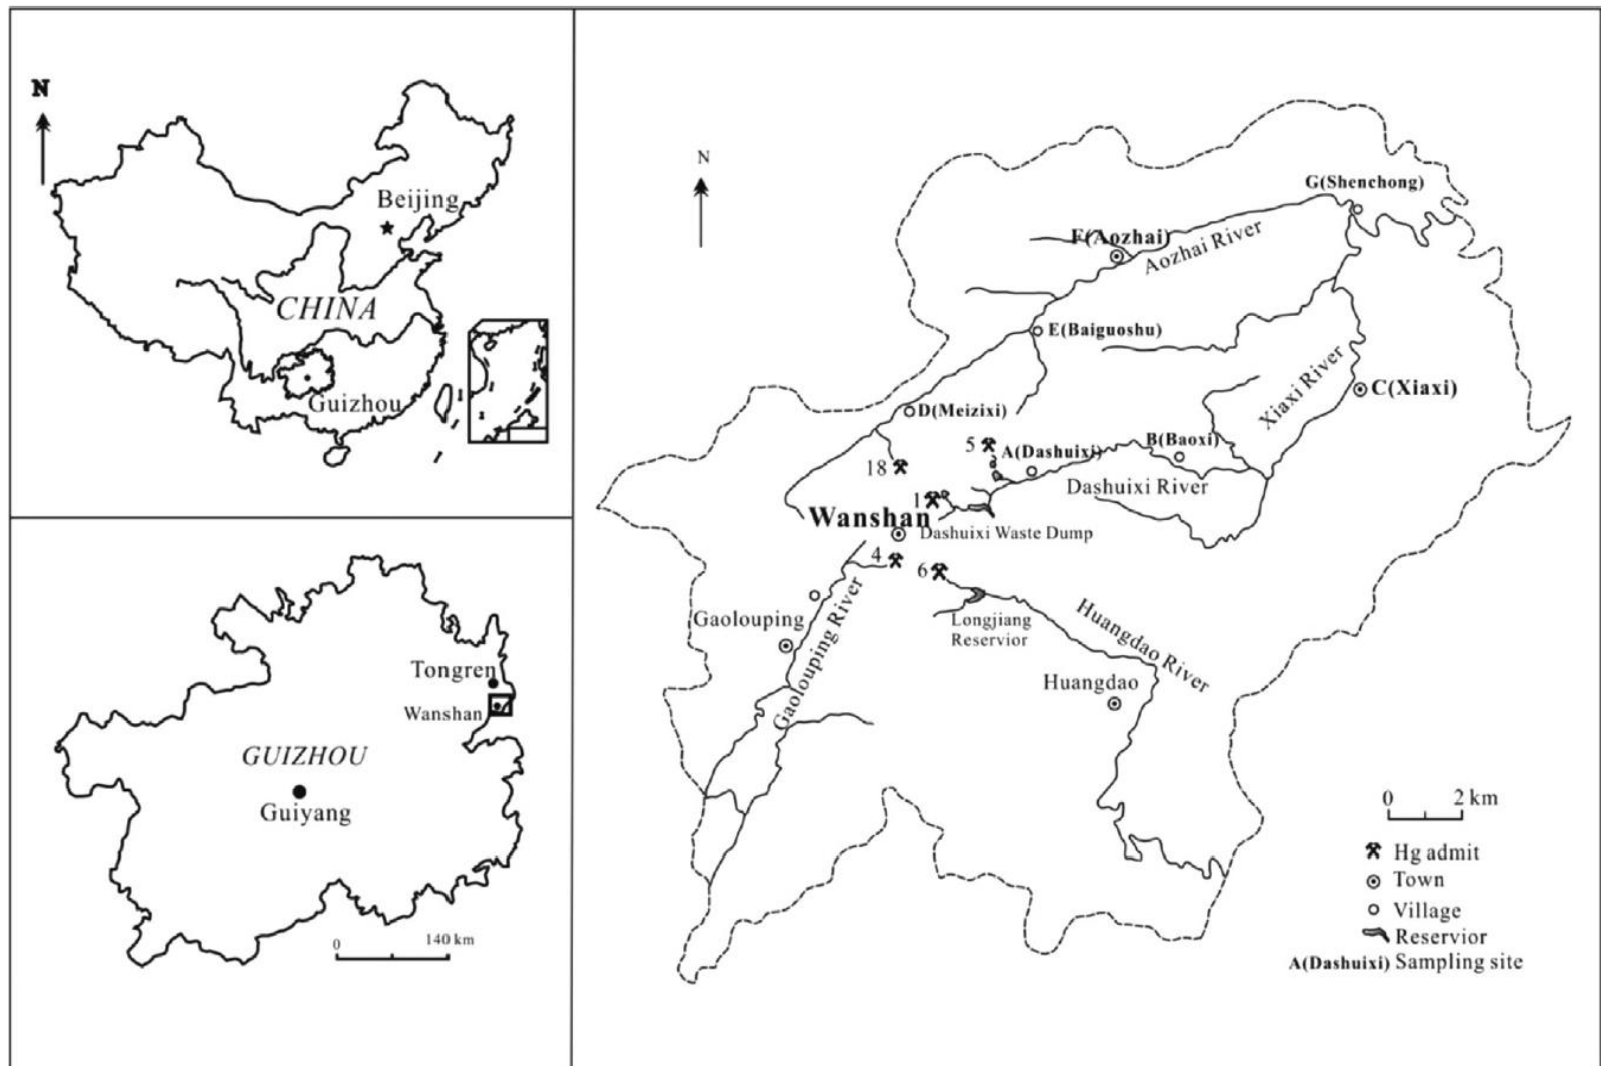 N
Beijing
CHINA
Guizhou
Tongren
Wanshan
GUIZHOU
Guiyang
0
140 km
N
G(Shenchong)
F(Aozhai)
Aozhai River
E(Baiguoshu)
Xiaxi River
C(Xiaxi)
D(Meizixi)
5
A(Dashuixi)
B(Baoxi)
18
Dashuixi River
1
Wanshan
Dashuixi Waste Dump
4
6
Gaolouping
Gaolouping River
Longjiang
Reservior
Huangdao River
Huangdao
0
2 km
Hg admit
Town
Village
Reservior
A(Dashuixi) Sampling site